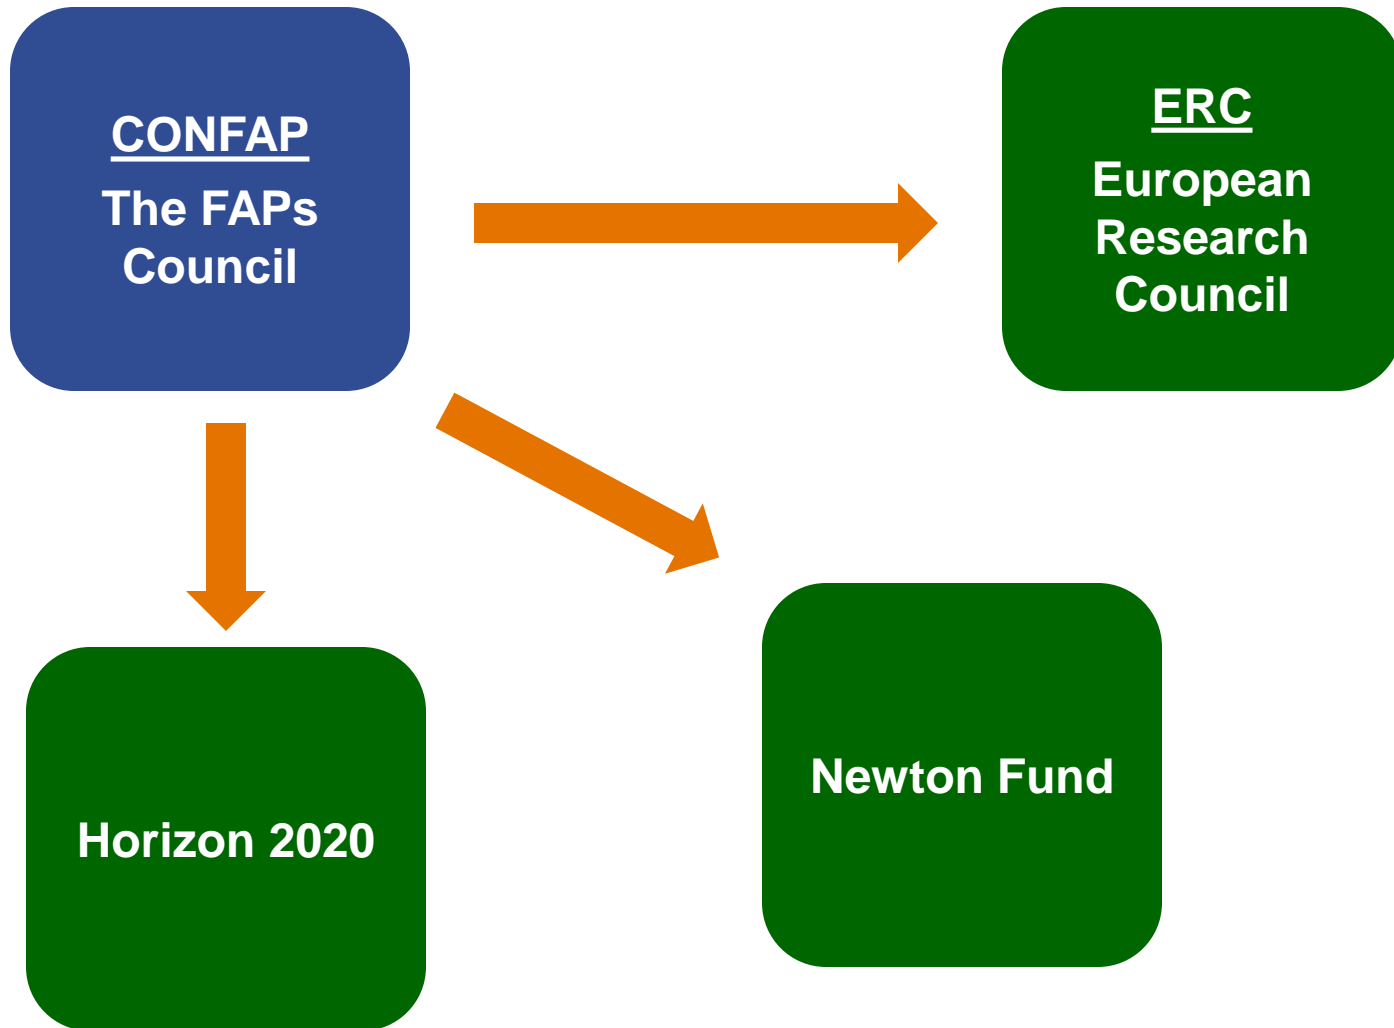 CONFAP
The FAPs
Council
ERC
European
Research
Council
Newton Fund
Horizon 2020